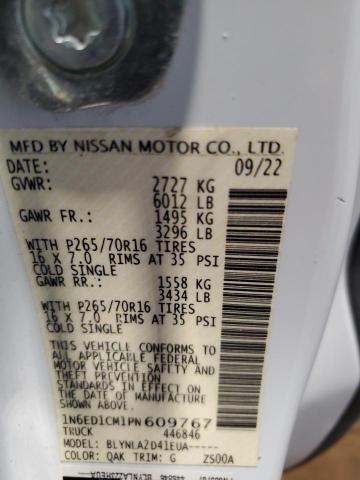 MFD BY NISSAN MOTOR CO., LTD.
DATE: 09/22
GVWR: 2727 KG
6012 LB
GAWR FR.: 1495 KG
3296 LB
WITH P265/70R16 TIRES
16 X 7.0 RIMS AT 35 PSI
COLD SINGLE
GAWR RR.: 1558 KG
3434 LB
WITH P265/70R16 TIRES
16 X 7.0 RIMS AT 35 PSI
COLD SINGLE
THIS VEHICLE CONFORMS TO
ALL APPLICABLE FEDERAL
MOTOR VEHICLE SAFETY
STANDARDS IN EFFECT ON
THE DATE OF MANUFACTURE
SHOWN ABOVE.
1N6ED1CM1PN609767
TRUCK 446846
MODEL: BLYNLA2D41EUA-----
COLOR: QAK TRIM: G ZS00A